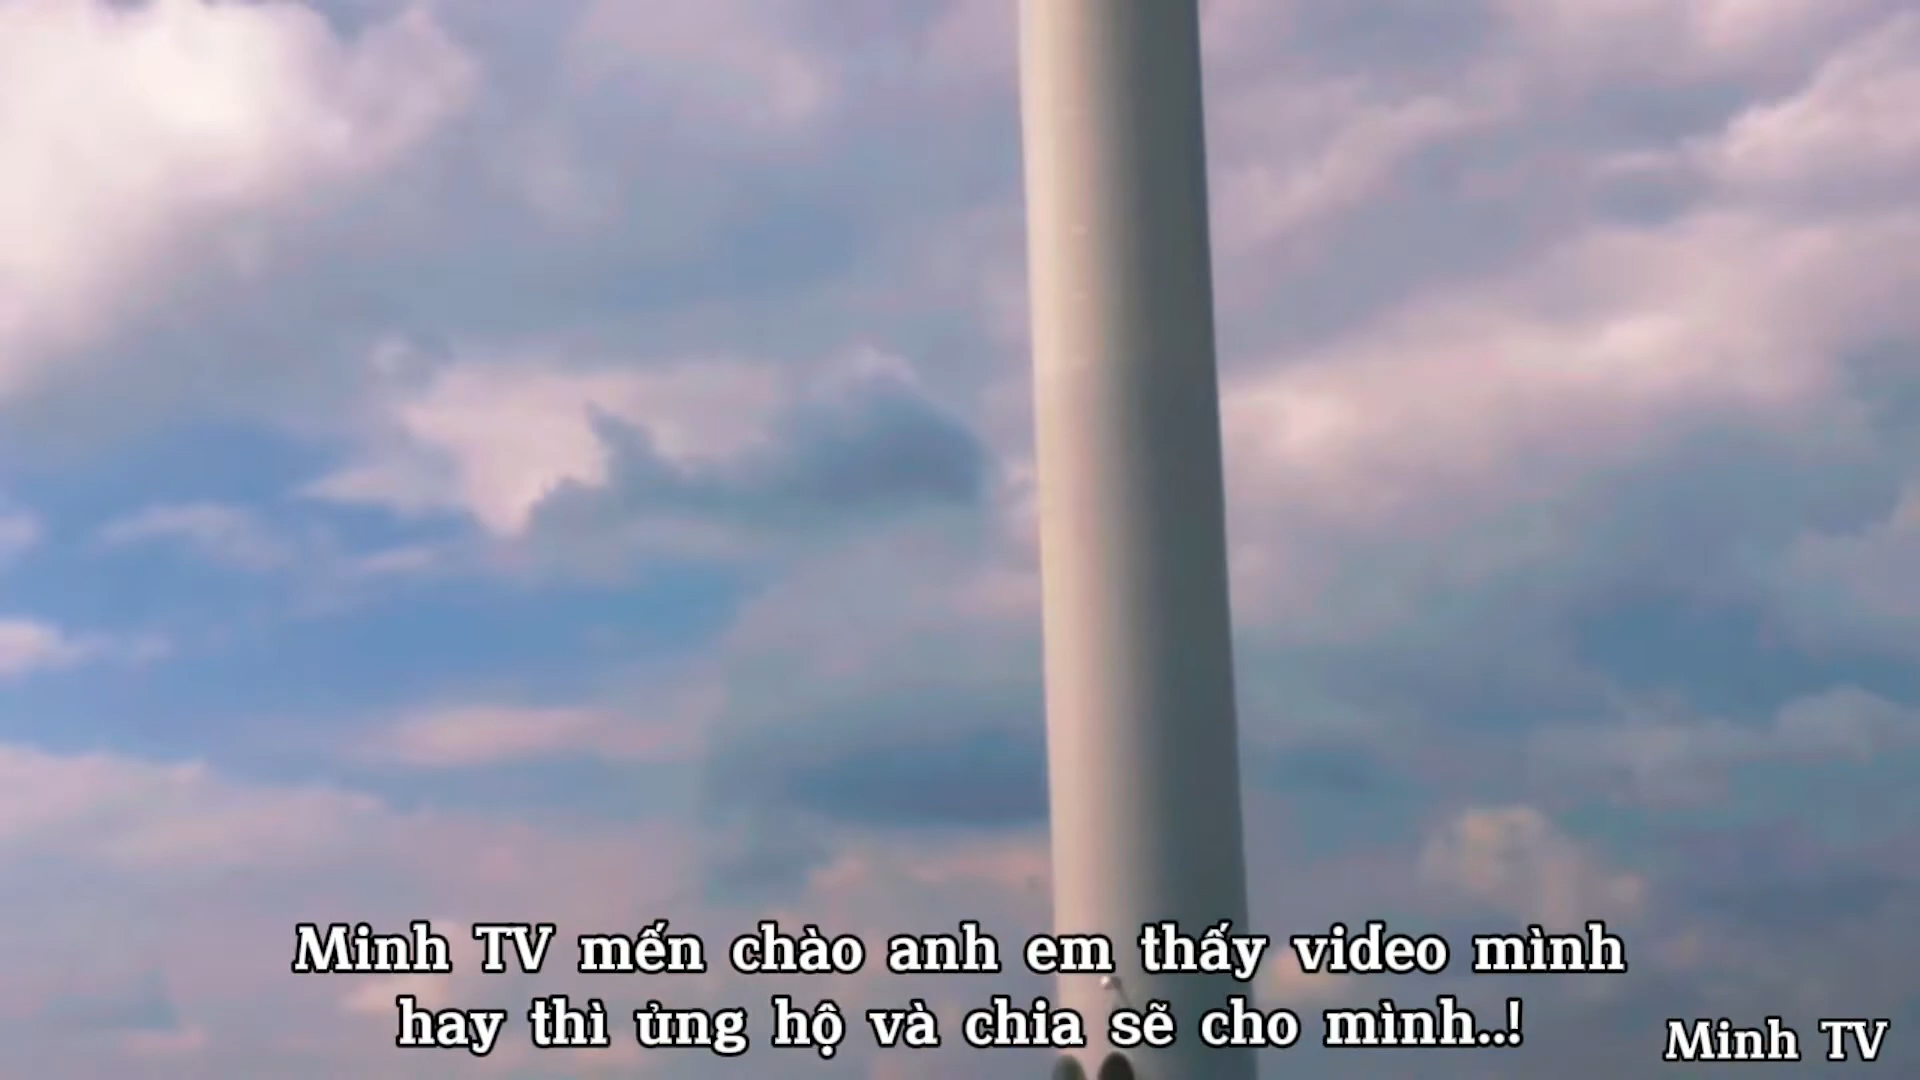 Minh TV mến chào anh em thấy video mình
hay thì ửng hộ và chia sẽ cho mình..!
Minh TV